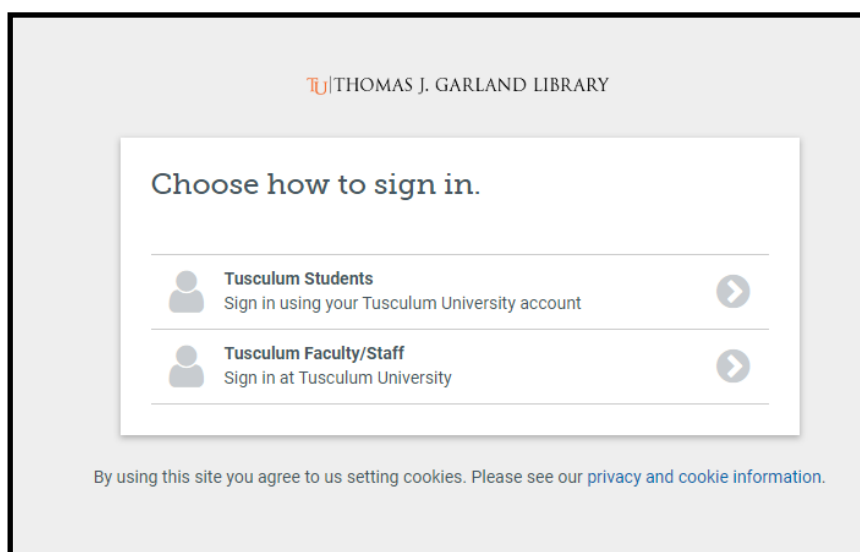 TU|THOMAS J. GARLAND LIBRARY
Choose how to sign in.
Tusculum Students
Sign in using your Tusculum University account
Tusculum Faculty/Staff
Sign in at Tusculum University
By using this site you agree to us setting cookies. Please see our privacy and cookie information.